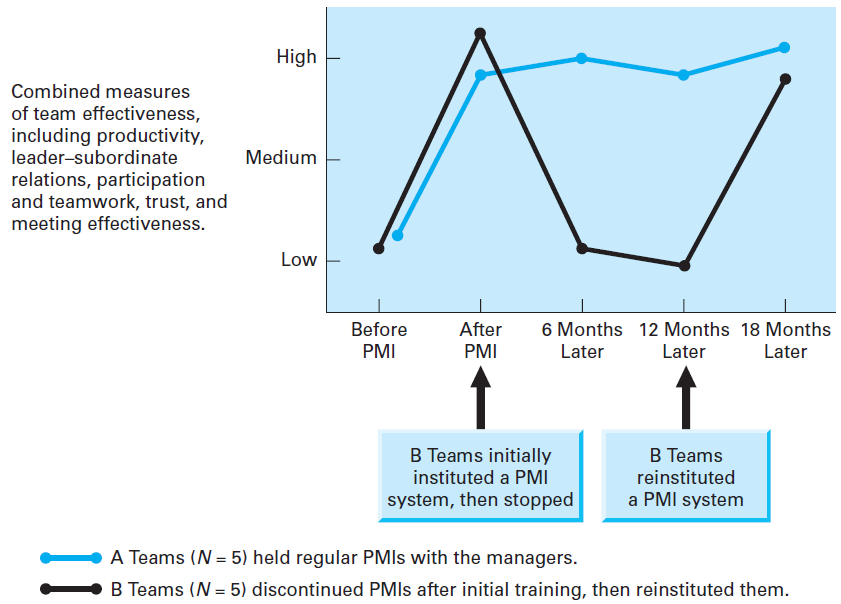 High
Combined measures
of team effectiveness,
including productivity,
leader–subordinate
relations, participation
and teamwork, trust, and
meeting effectiveness.
Medium
Low
Before
PMI
After
PMI
6 Months
Later
12 Months
Later
18 Months
Later
B Teams initially
instituted a PMI
system, then stopped
B Teams
reinstituted
a PMI system
A Teams (N = 5) held regular PMIs with the managers.
B Teams (N = 5) discontinued PMIs after initial training, then reinstituted them.